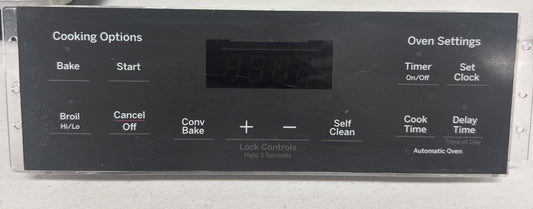 Cooking Options
Oven Settings
Bake
Start
Timer
On/Off
Set
Clock
Broil
Hi/Lo
Cancel
Off
Conv
Bake
+
−
Self
Clean
Cook
Time
Delay
Time
Time of Day
Lock Controls
Hold 3 Seconds
Automatic Oven